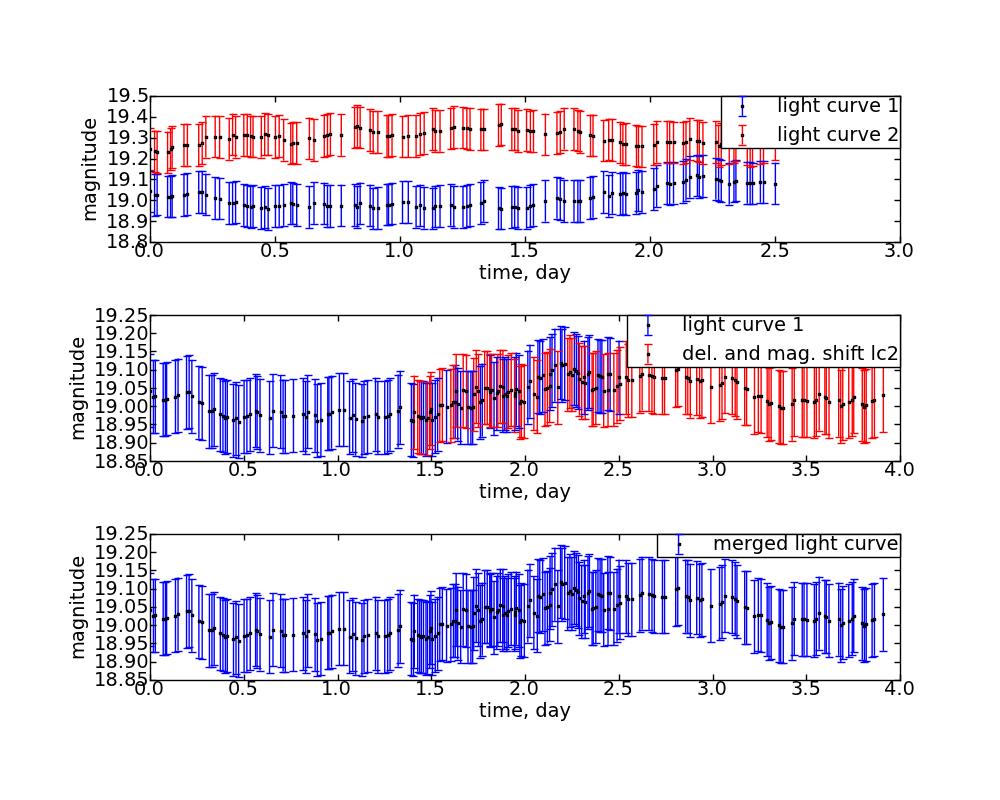 19.5
19.4
19.3
19.2
19.1
19.0
18.9
18.8
magnitude
light curve 1
light curve 2
0.0 0.5 1.0 1.5 2.0 2.5 3.0
time, day
19.25
19.20
19.15
19.10
19.05
19.00
18.95
18.90
18.85
magnitude
light curve 1
del. and mag. shift lc2
0.0 0.5 1.0 1.5 2.0 2.5 3.0 3.5 4.0
time, day
19.25
19.20
19.15
19.10
19.05
19.00
18.95
18.90
18.85
magnitude
merged light curve
0.0 0.5 1.0 1.5 2.0 2.5 3.0 3.5 4.0
time, day